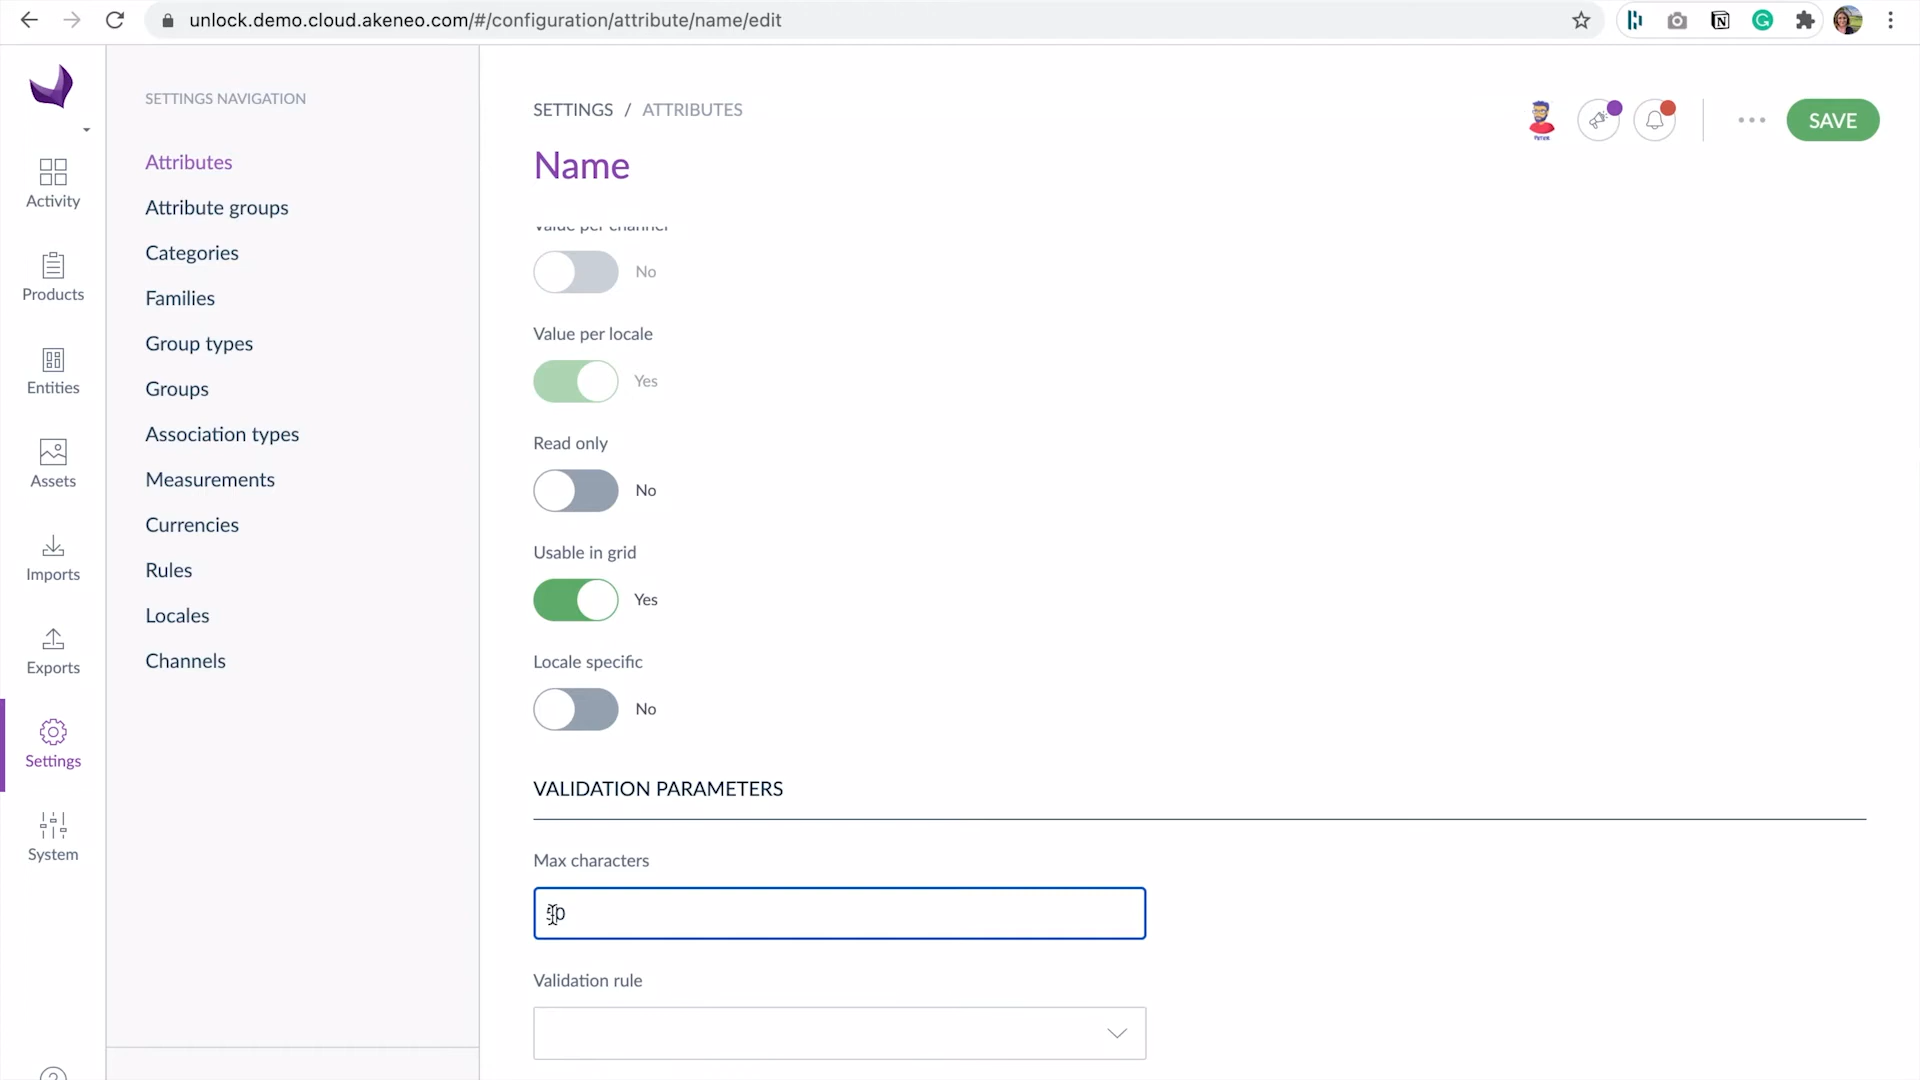 unlock.demo.cloud.akeneo.com/#/configuration/attribute/name/edit
SETTINGS NAVIGATION
Attributes
Attribute groups
Categories
Families
Group types
Groups
Association types
Measurements
Currencies
Rules
Locales
Channels
Activity
Products
Entities
Assets
Imports
Exports
Settings
System
SETTINGS / ATTRIBUTES
SAVE
Name
Value per channel
No
Value per locale
Yes
Read only
No
Usable in grid
Yes
Locale specific
No
VALIDATION PARAMETERS
Max characters
Validation rule